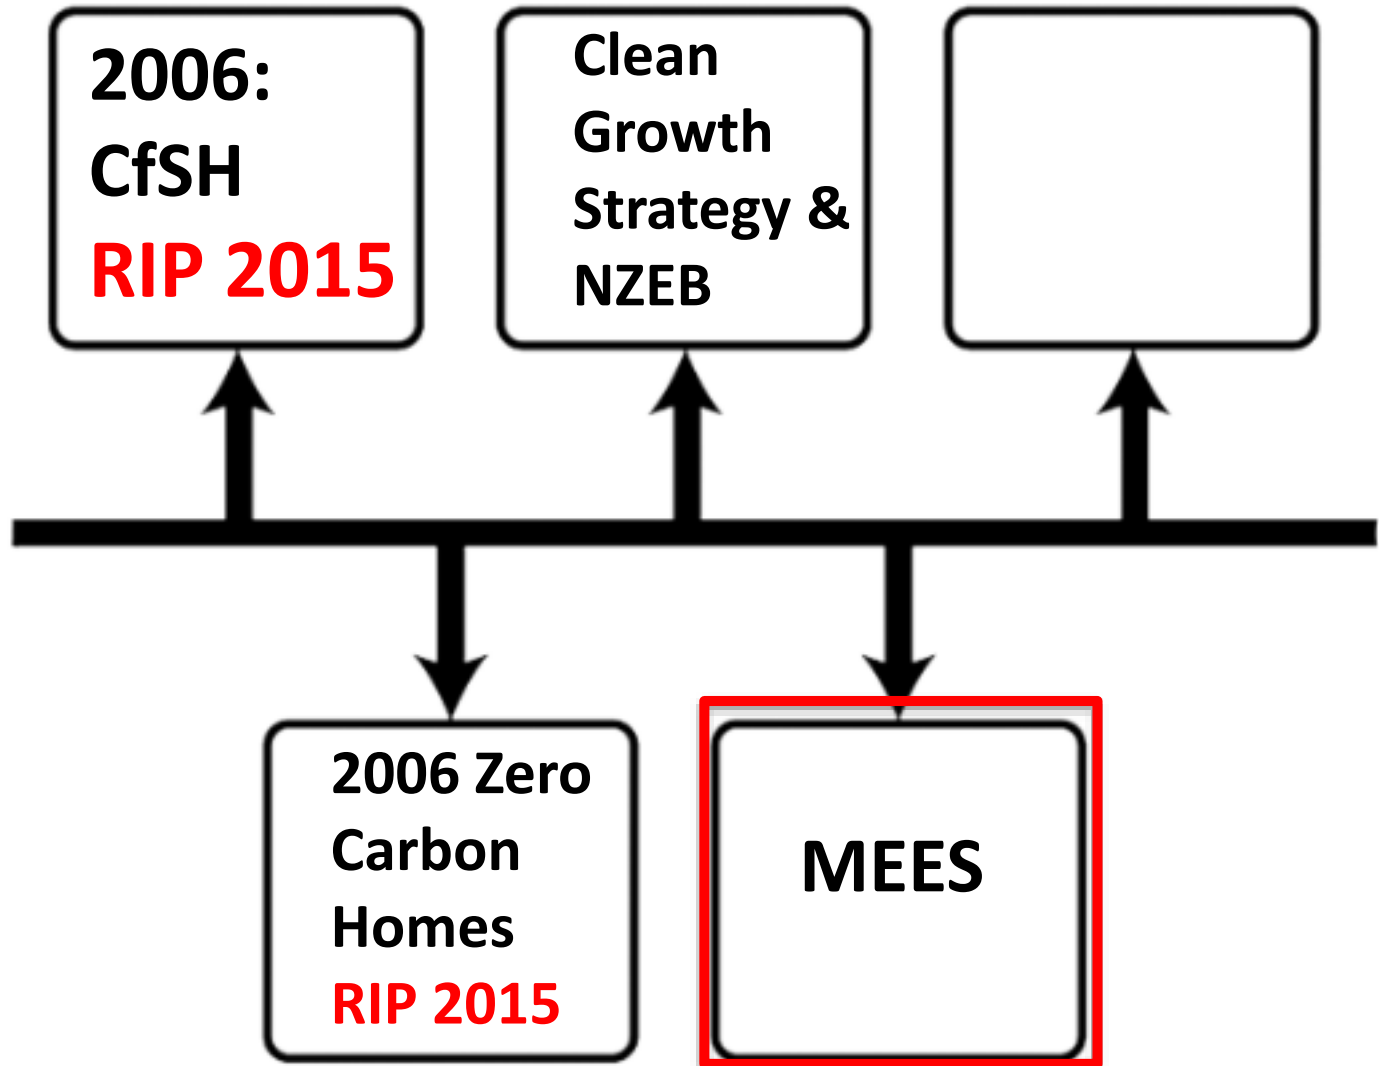 2006:
CfSH
RIP 2015
Clean
Growth
Strategy &
NZEB
2006 Zero
Carbon
Homes
RIP 2015
MEES